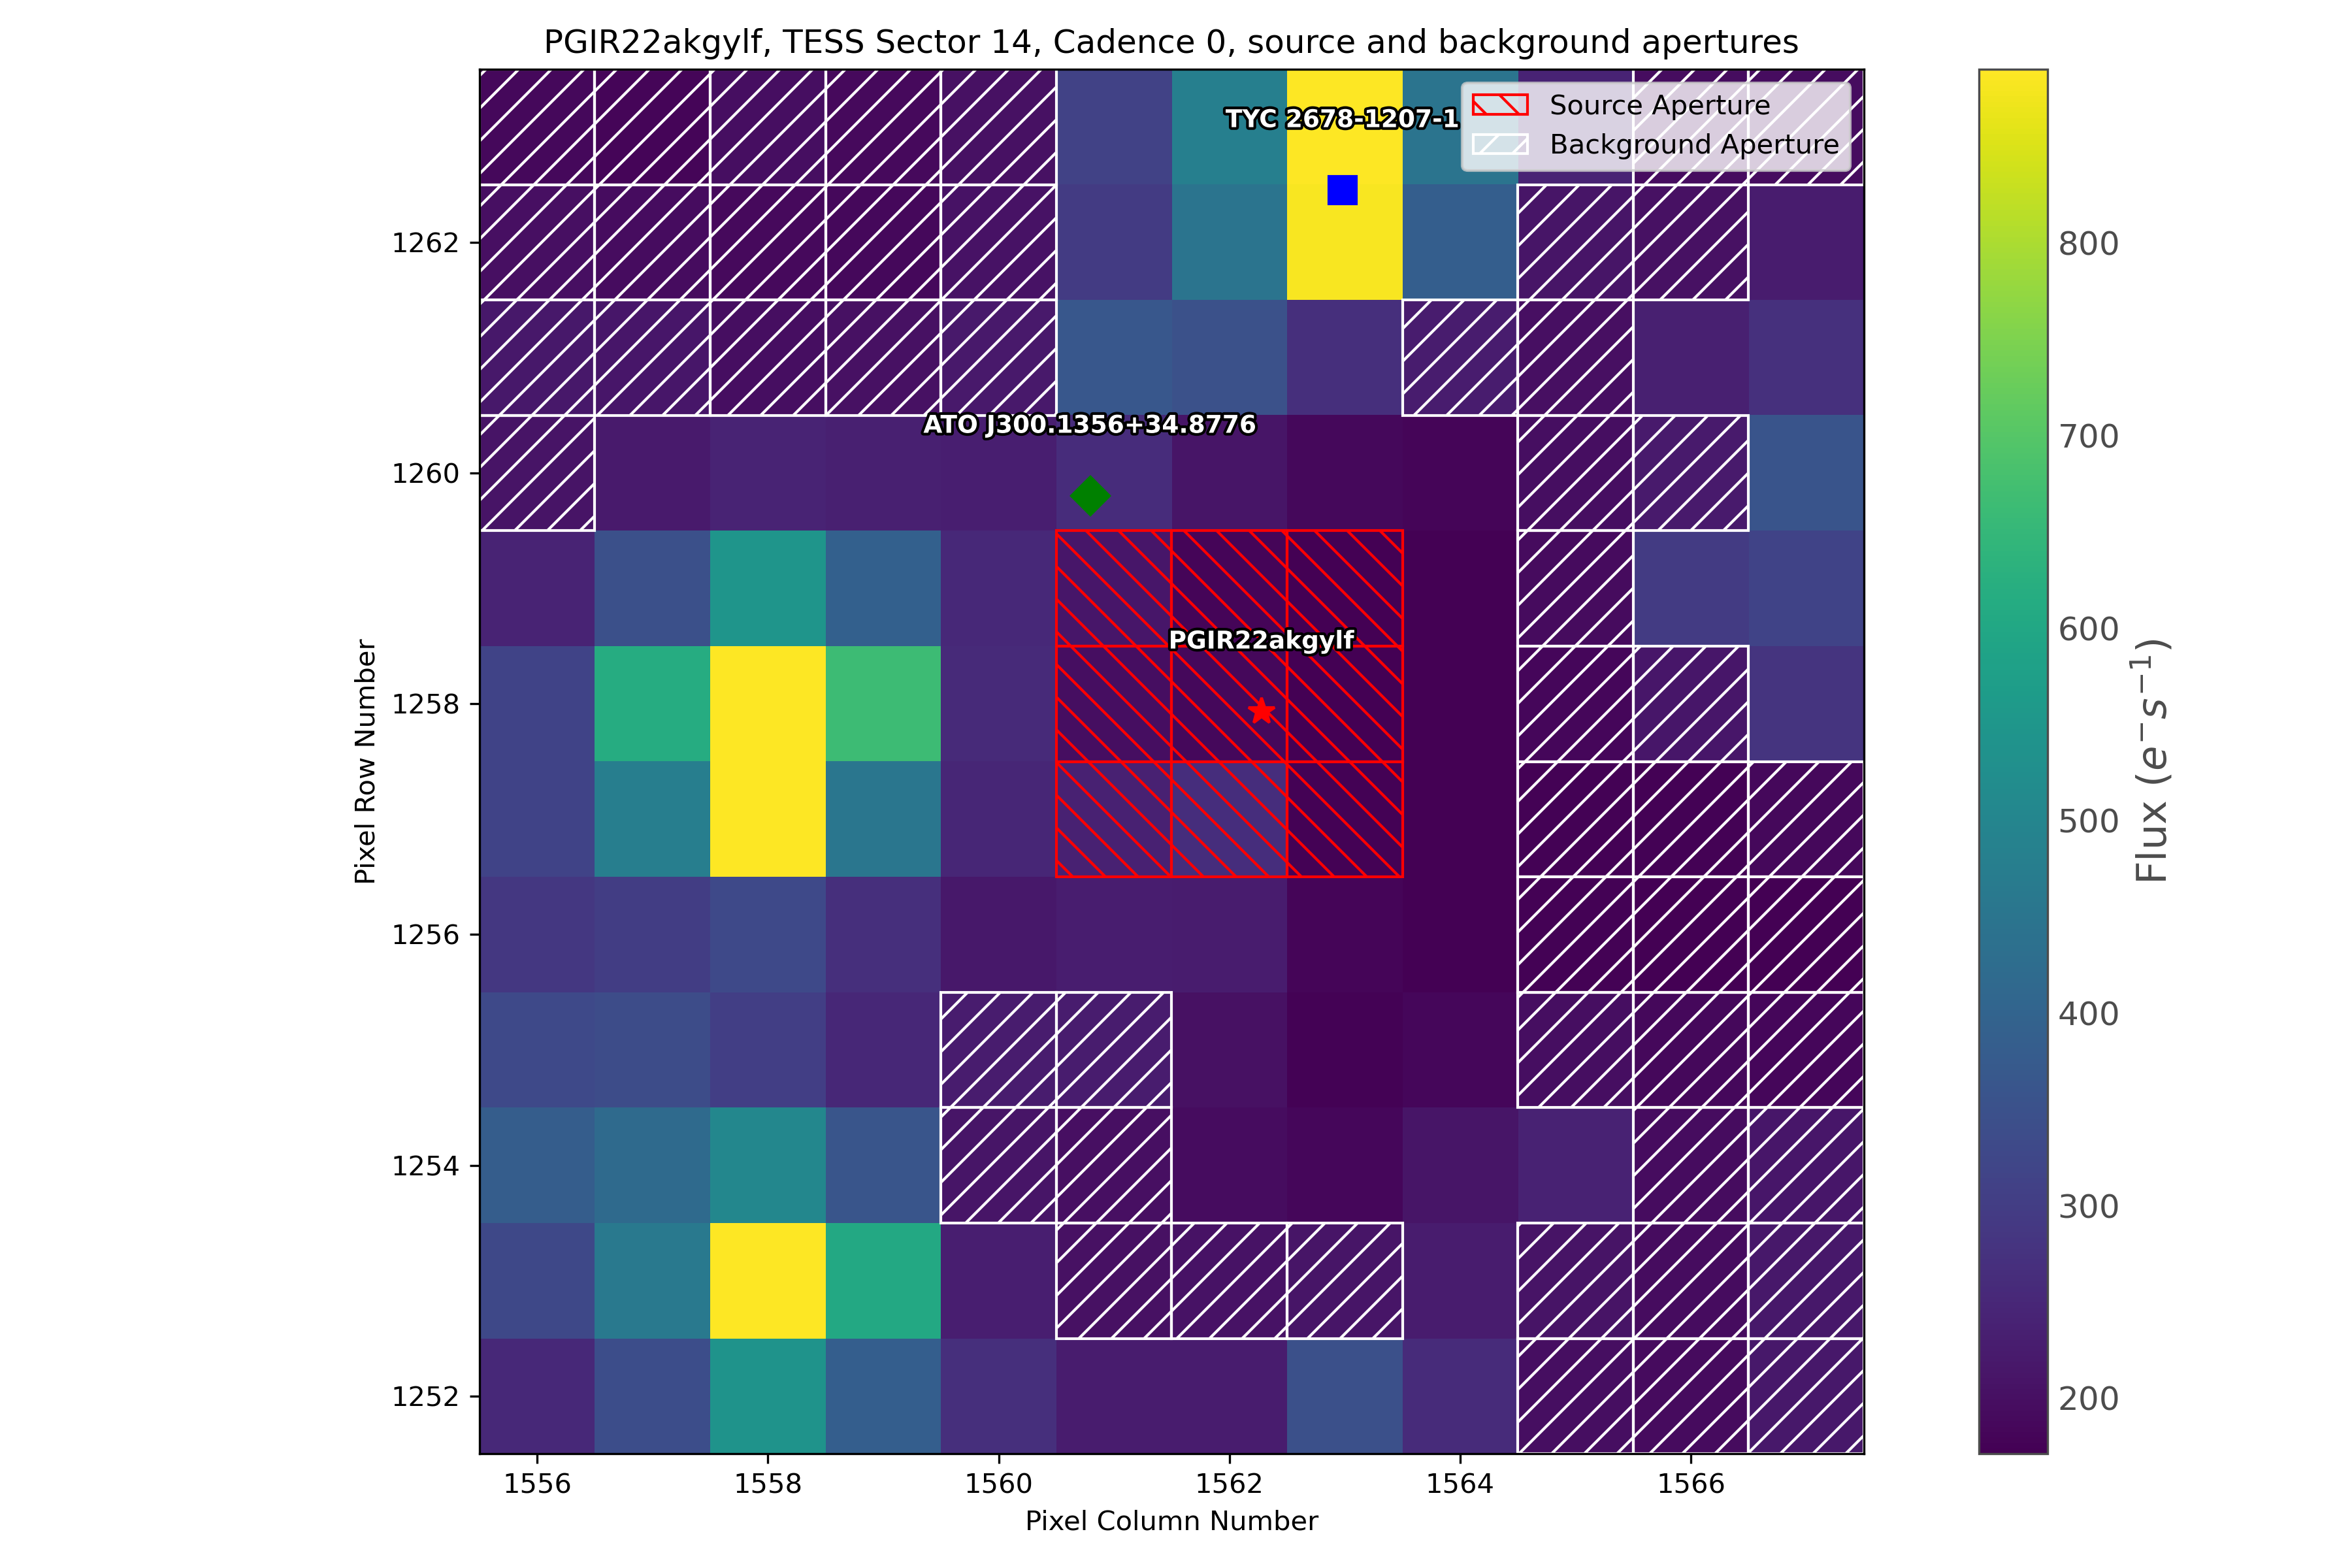 PGIR22akgylf, TESS Sector 14, Cadence 0, source and background apertures
Source Aperture
Background Aperture
TYC 2678-1207-1
ATO J300.1356+34.8776
PGIR22akgylf
Pixel Row Number
1262
1260
1258
1256
1254
1252
1556
1558
1560
1562
1564
1566
Pixel Column Number
800
700
600
500
400
300
200
Flux (e⁻s⁻¹)